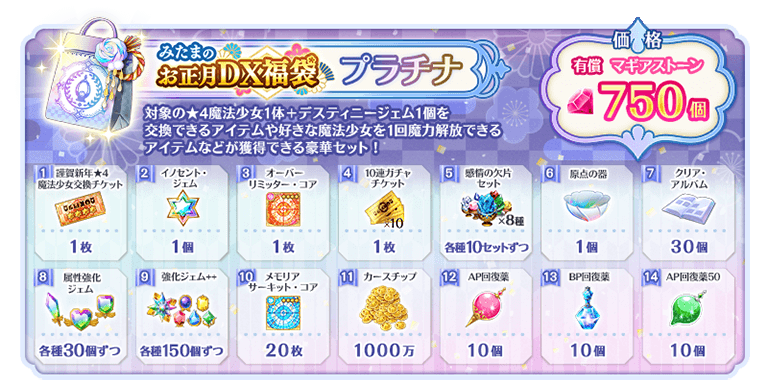 みたまの
お正月DX福袋 プラチナ
価格
有償 マギアストーン
750個
対象の★4魔法少女1体＋デスティニージェム1個を
交換できるアイテムや好きな魔法少女を1回魔力解放できる
アイテムなどが獲得できる豪華セット！
1 謹賀新年★4
魔法少女交換チケット
1枚
2 イノセント・
ジェム
1個
3 オーバー
リミッター・コア
1枚
4 10連ガチャ
チケット
×10
1枚
5 感情の欠片
セット
×8種
各種10セットずつ
6 原点の器
1個
7 クリア・
アルバム
30個
8 属性強化
ジェム
各種30個ずつ
9 強化ジェム++
各種150個ずつ
10 メモリア
サーキット・コア
20枚
11 カースチップ
1000万
12 AP回復薬
10個
13 BP回復薬
10個
14 AP回復薬50
10個